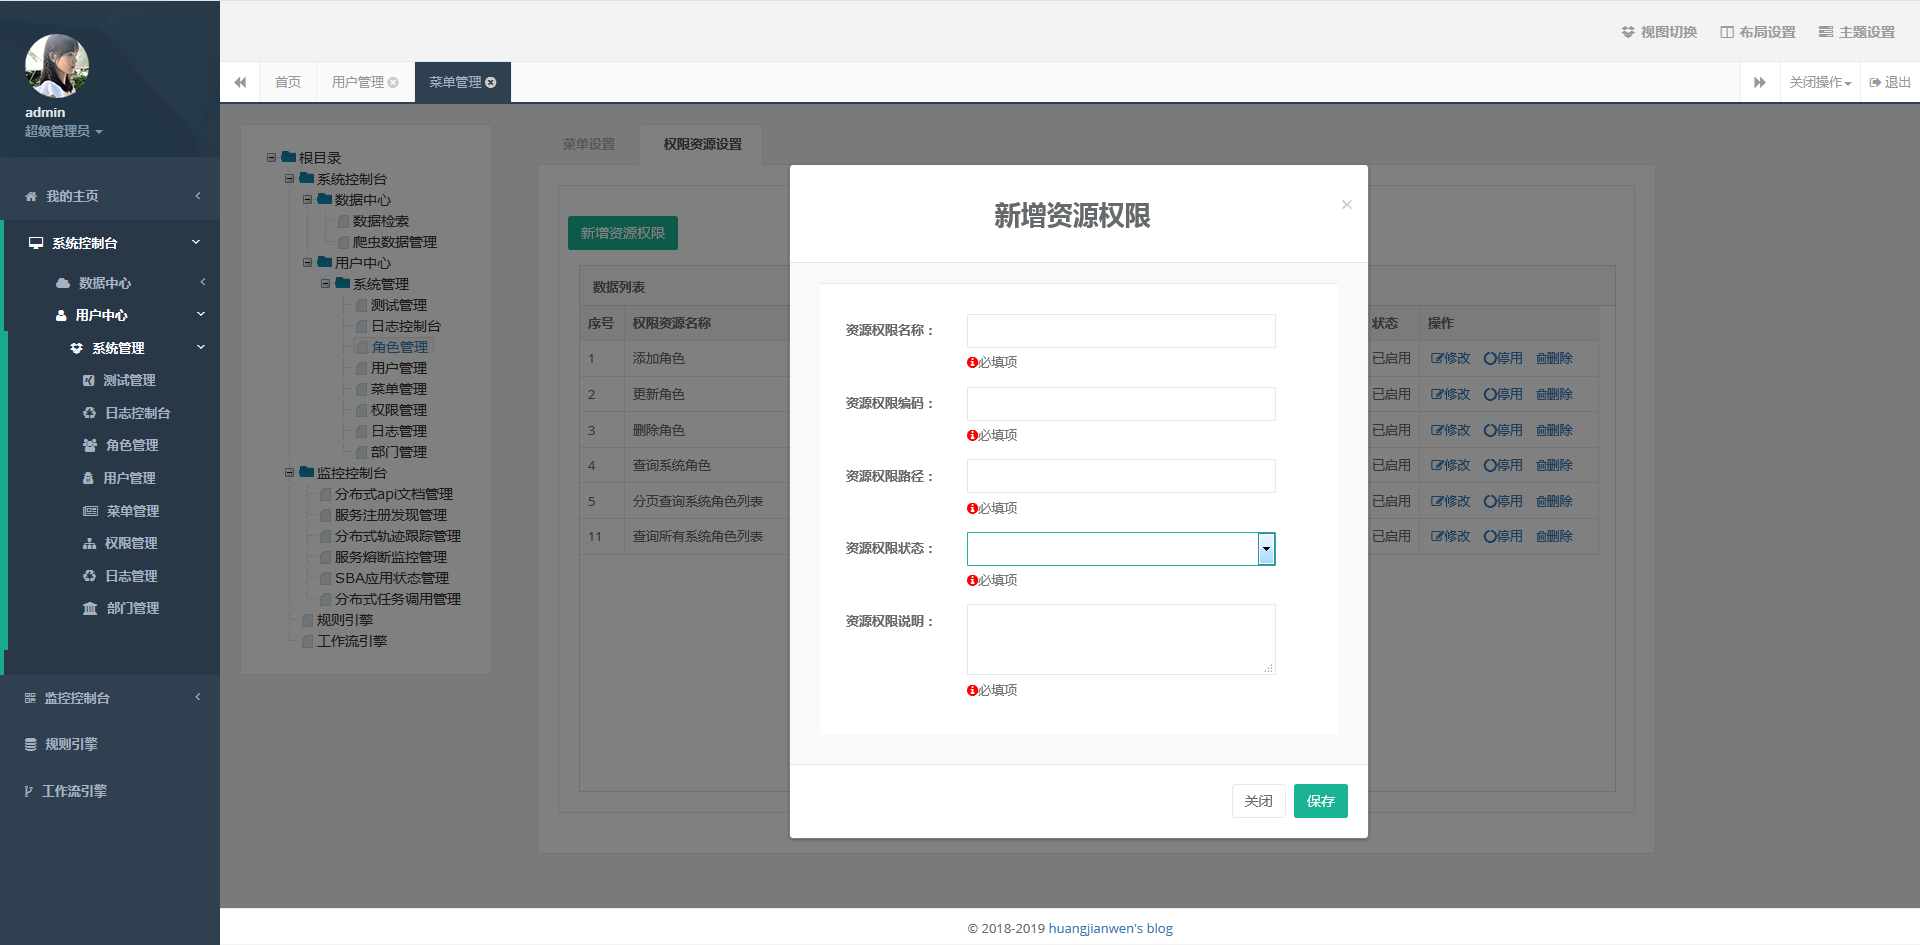 视图切换 布局设置 主题设置
首页 用户管理 菜单管理 关闭操作 退出
admin
超级管理员
我的主页
系统控制台
数据中心
用户中心
系统管理
测试管理
日志控制台
角色管理
用户管理
菜单管理
权限管理
日志管理
部门管理
监控控制台
规则引擎
工作流引擎
根目录
系统控制台
数据中心
数据检索
爬虫数据管理
用户中心
系统管理
测试管理
日志控制台
角色管理
用户管理
菜单管理
权限管理
日志管理
部门管理
监控控制台
分布式api文档管理
服务注册发现管理
分布式轨迹跟踪管理
服务熔断监控管理
SBA应用状态管理
分布式任务调用管理
规则引擎
工作流引擎
菜单设置 权限资源设置
新增资源权限
数据列表
序号 权限资源名称 状态 操作
1 添加角色 已启用 修改 停用 删除
2 更新角色 已启用 修改 停用 删除
3 删除角色 已启用 修改 停用 删除
4 查询系统角色 已启用 修改 停用 删除
5 分页查询系统角色列表 已启用 修改 停用 删除
11 查询所有系统角色列表 已启用 修改 停用 删除
新增资源权限
×
资源权限名称：
必填项
资源权限编码：
必填项
资源权限路径：
必填项
资源权限状态：
必填项
资源权限说明：
必填项
关闭 保存
© 2018-2019 huangjianwen's blog